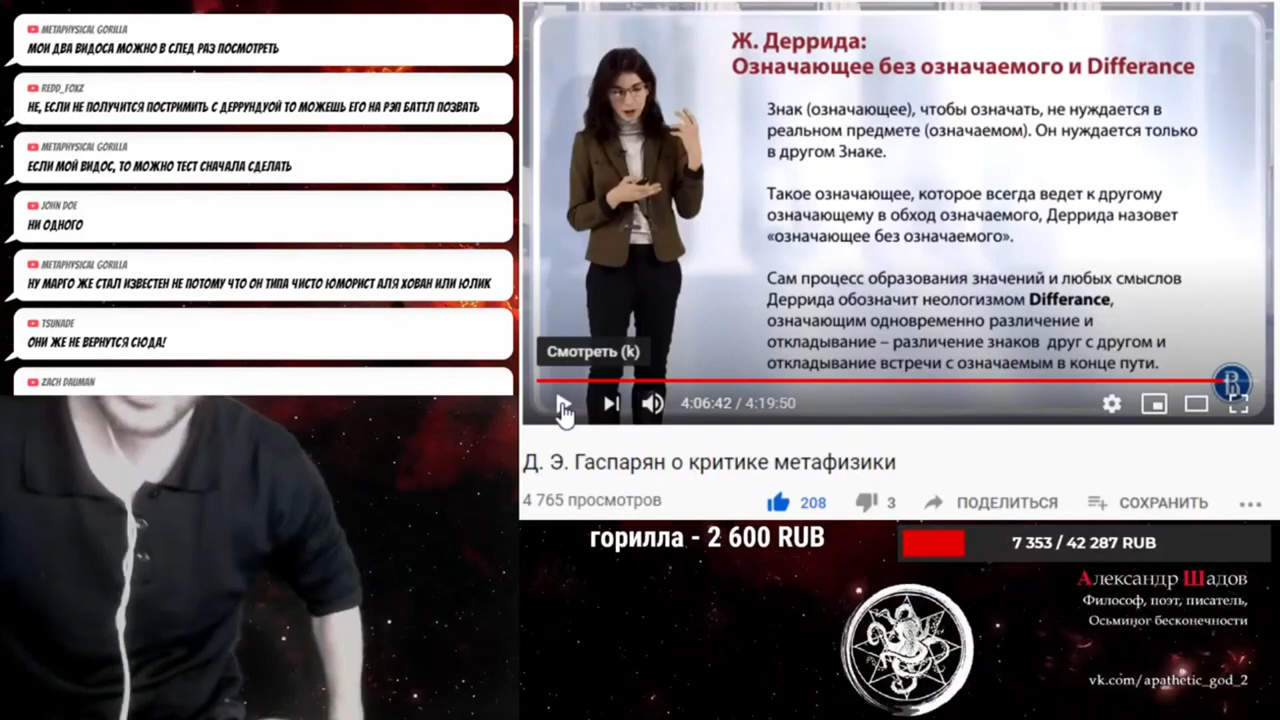 METAPHYSICAL GORILLA
МОИ ДВА ВИДОСА МОЖНО В СЛЕД РАЗ ПОСМОТРЕТЬ
REDD_FOXZ
НЕ, ЕСЛИ НЕ ПОЛУЧИТСЯ ПОСТРИМИТЬ С ДЕРРУНДУОЙ ТО МОЖЕШЬ ЕГО НА РЭП БАТТЛ ПОЗВАТЬ
METAPHYSICAL GORILLA
ЕСЛИ МОЙ ВИДОС, ТО МОЖНО ТЕСТ СНАЧАЛА СДЕЛАТЬ
JOHN DOE
НИ ОДНОГО
METAPHYSICAL GORILLA
НУ МАРГО ЖЕ СТАЛ ИЗВЕСТЕН НЕ ПОТОМУ ЧТО ОН ТИПА ЧИСТО ЮМОРИСТ АЛЯ ХОВАН ИЛИ ЮЛИК
TSUNADE
ОНИ ЖЕ НЕ ВЕРНУТСЯ СЮДА!
ZACH DAUMAN
Ж. Деррида:
Означающее без означаемого и Differance
Знак (означающее), чтобы означать, не нуждается в
реальном предмете (означаемом). Он нуждается только
в другом Знаке.
Такое означающее, которое всегда ведет к другому
означающему в обход означаемого, Деррида назовет
«означающее без означаемого».
Сам процесс образования значений и любых смыслов
Деррида обозначит неологизмом Differance,
означающим одновременно различение и
откладывание – различение знаков друг с другом и
откладывание встречи с означаемым в конце пути.
Смотреть (k)
4:06:42 / 4:19:50
Д. Э. Гаспарян о критике метафизики
4 765 просмотров
208
3
ПОДЕЛИТЬСЯ
СОХРАНИТЬ
горилла - 2 600 RUB
7 353 / 42 287 RUB
Александр Шадов
Философ, поэт, писатель,
Осьминог бесконечности
vk.com/apathetic_god_2